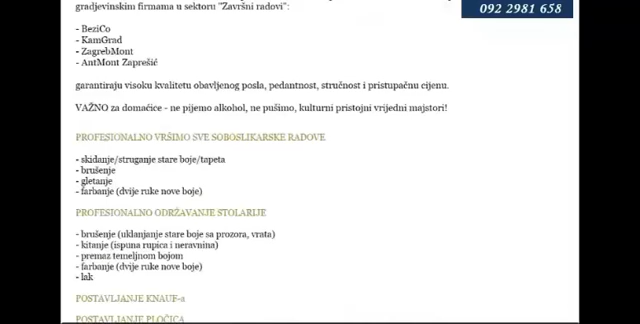 gradjevinskim firmama u sektoru "Završni radovi":
092 2981 658
- BeziCo
- KamGrad
- ZagrebMont
- AntMont Zaprešić
garantiraju visoku kvalitetu obavljenog posla, pedantnost, stručnost i pristupačnu cijenu.
VAŽNO za domaćice - ne pijemo alkohol, ne pušimo, kulturni pristojni vrijedni majstori!
PROFESIONALNO VRŠIMO SVE SOBOSLIKARSKE RADOVE
- skidanje/struganje stare boje/tapeta
- brušenje
- gletanje
- farbanje (dvije ruke nove boje)
PROFESIONALNO ODRŽAVANJE STOLARIJE
- brušenje (uklanjanje stare boje sa prozora, vrata)
- kitanje (ispuna rupica i neravnina)
- premaz temeljnom bojom
- farbanje (dvije ruke nove boje)
- lak
POSTAVLJANJE KNAUF-a
POSTAVLJANJE PLOČICA